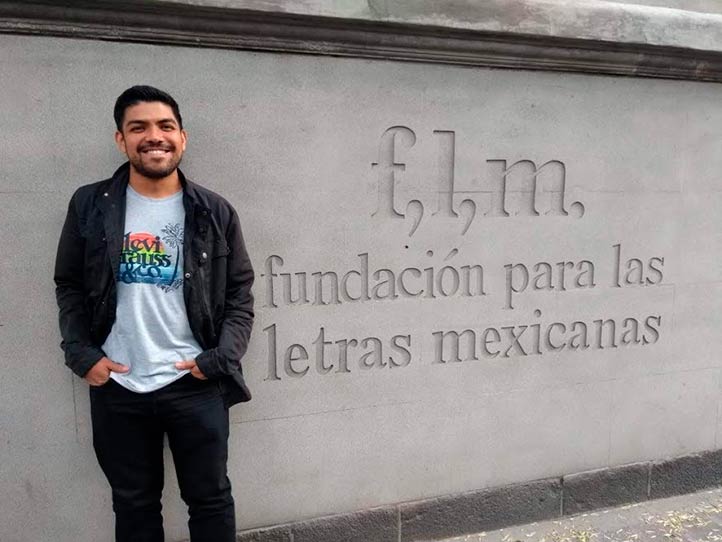 f,l,m.
fundación para las
letras mexicanas
levi
strauss
&co.